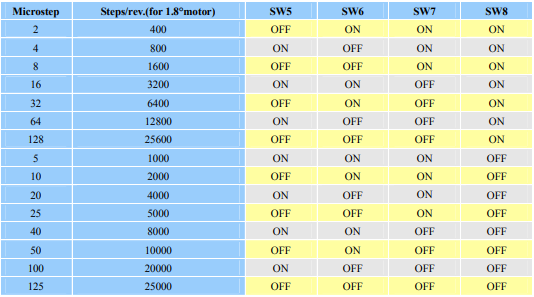 Microstep Steps/rev.(for 1.8°motor) SW5 SW6 SW7 SW8
2 400 OFF ON ON ON
4 800 ON OFF ON ON
8 1600 OFF OFF ON ON
16 3200 ON ON OFF ON
32 6400 OFF ON OFF ON
64 12800 ON OFF OFF ON
128 25600 OFF OFF OFF ON
5 1000 ON ON ON OFF
10 2000 OFF ON ON OFF
20 4000 ON OFF ON OFF
25 5000 OFF OFF ON OFF
40 8000 ON ON OFF OFF
50 10000 OFF ON OFF OFF
100 20000 ON OFF OFF OFF
125 25000 OFF OFF OFF OFF